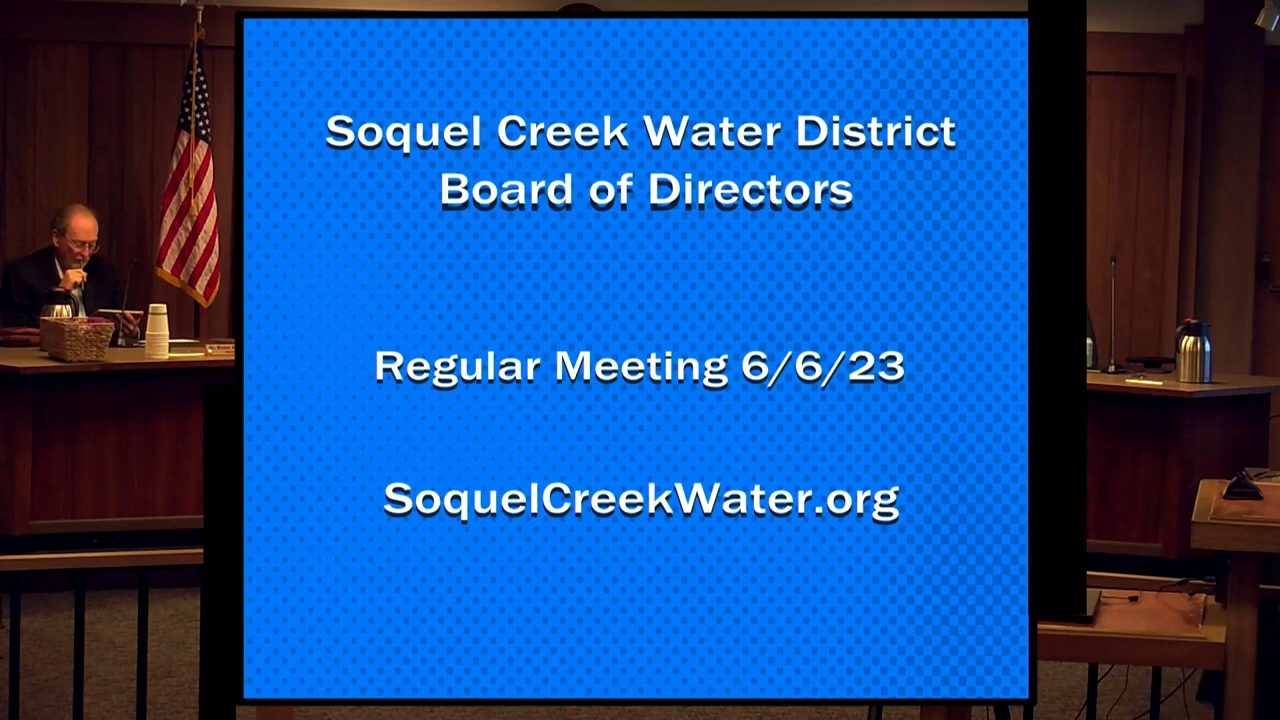 Soquel Creek Water District
Board of Directors
Regular Meeting 6/6/23
SoquelCreekWater.org